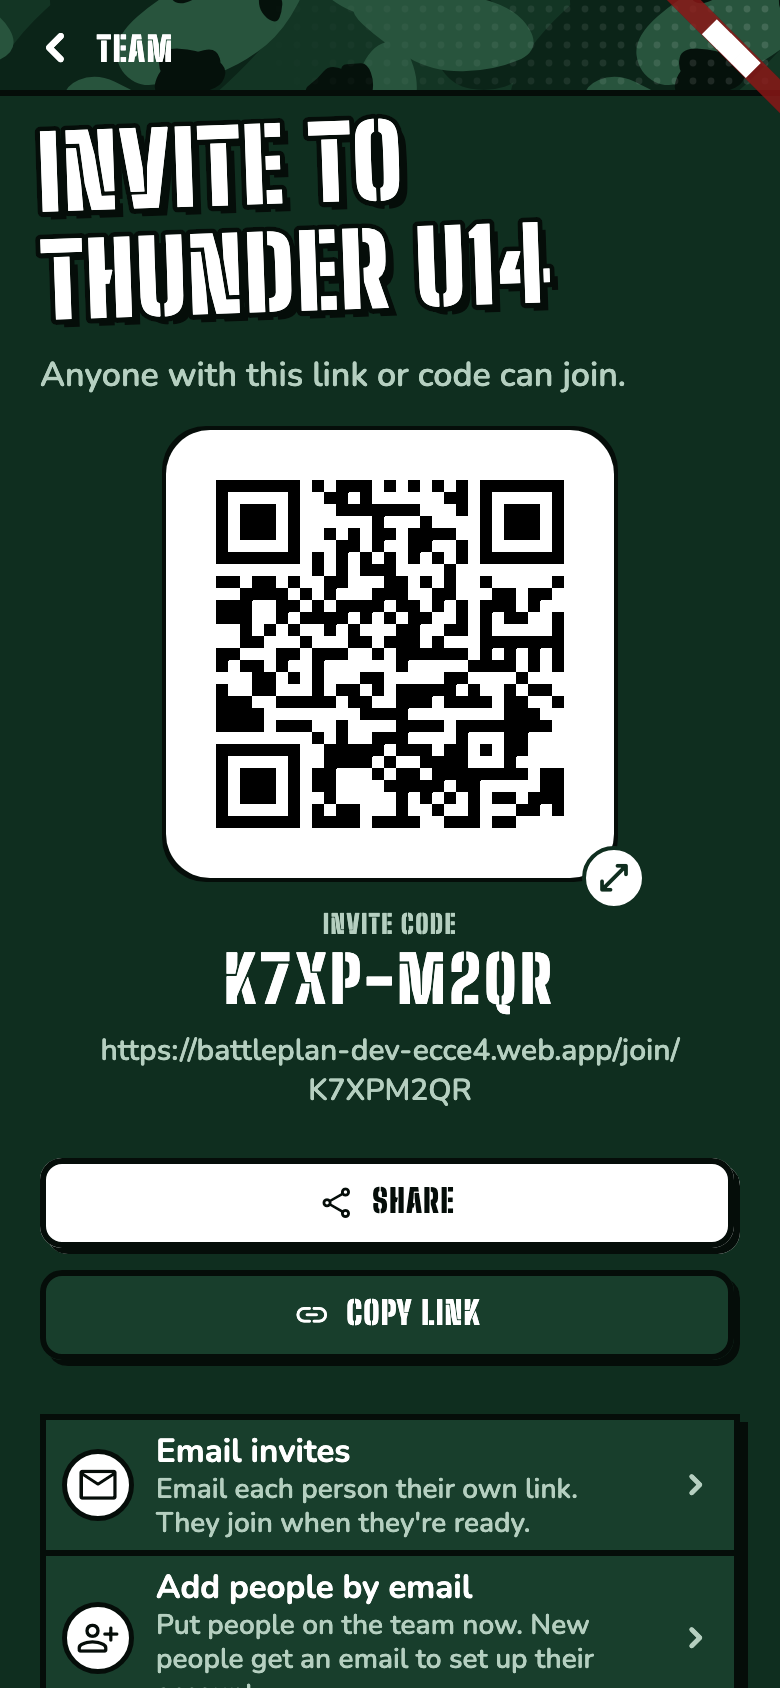 TEAM
INVITE TO
THUNDER U14
Anyone with this link or code can join.
INVITE CODE
K7XP-M2QR
https://battleplan-dev-ecce4.web.app/join/
K7XPM2QR
SHARE
COPY LINK
Email invites
Email each person their own link.
They join when they're ready.
Add people by email
Put people on the team now. New
people get an email to set up their